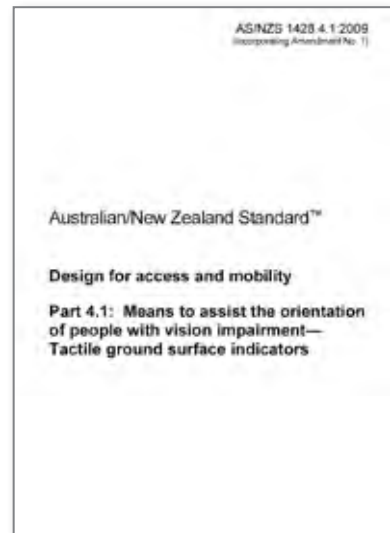 AS/NZS 1428.4.1:2009
(Incorporating Amendment No. 1)
Australian/New Zealand Standard™
Design for access and mobility
Part 4.1: Means to assist the orientation
of people with vision impairment—
Tactile ground surface indicators